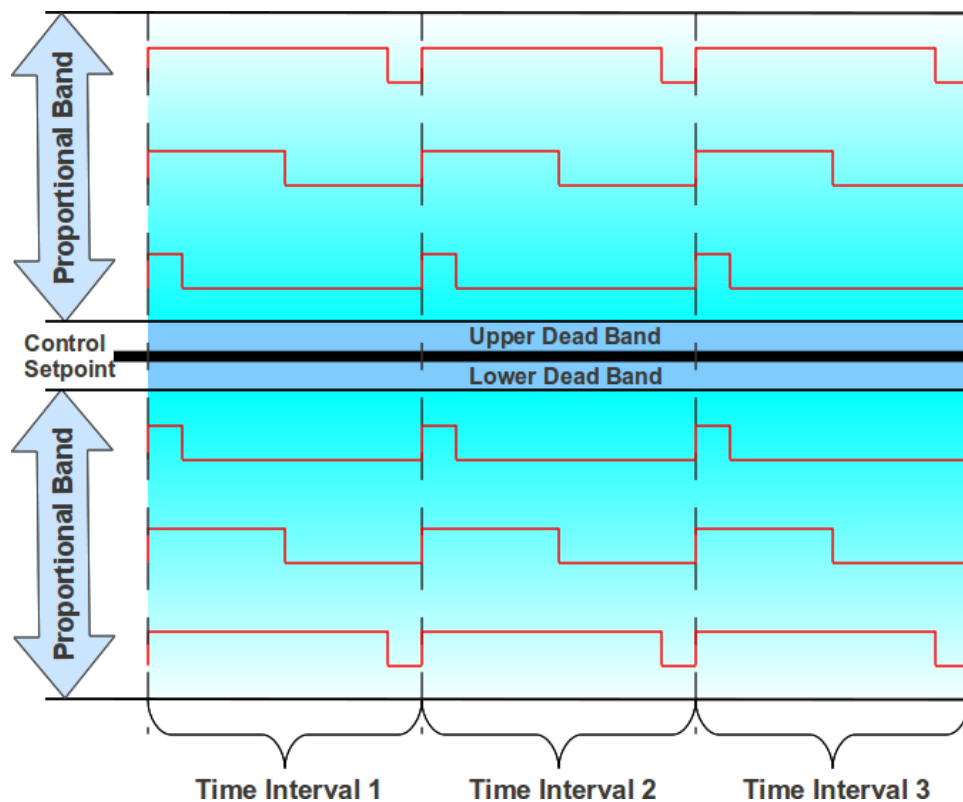 Proportional Band
Upper Dead Band
Control
Setpoint
Lower Dead Band
Proportional Band
Time Interval 1
Time Interval 2
Time Interval 3